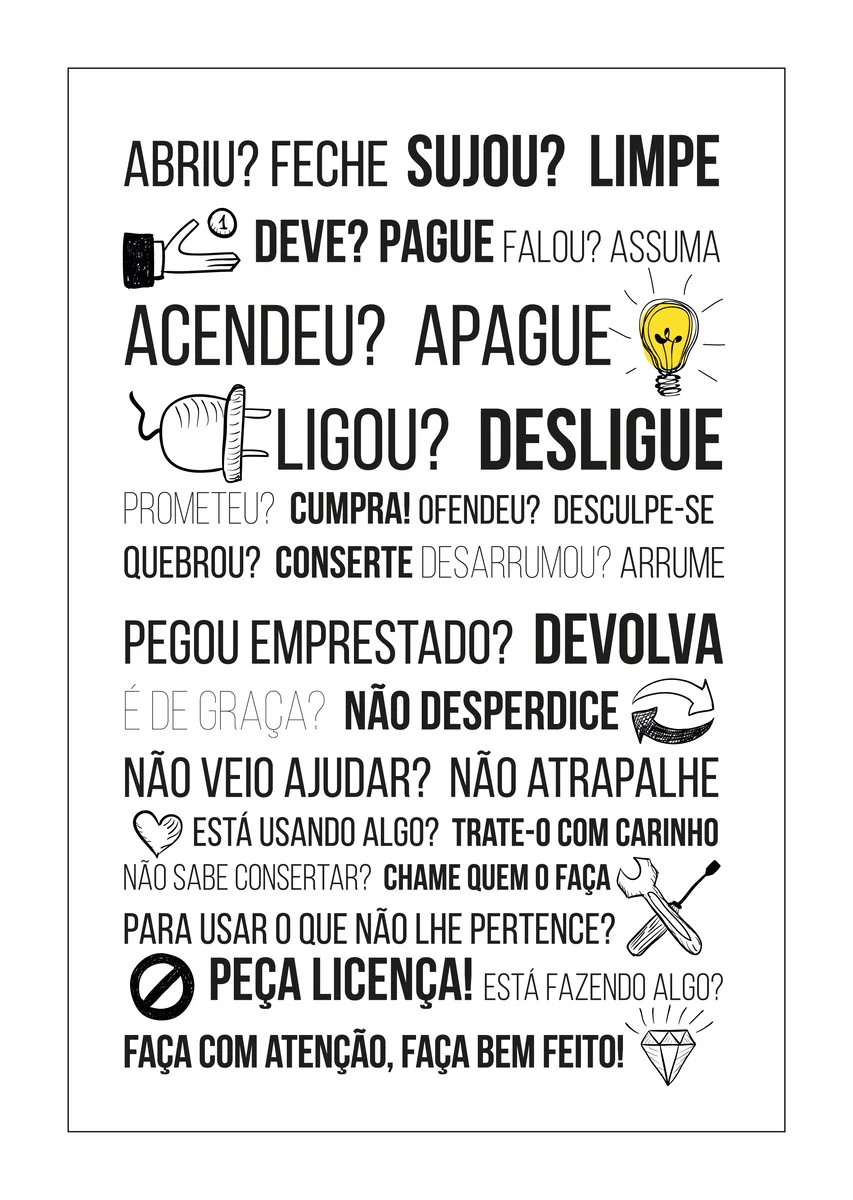 ABRIU? FECHE SUJOU? LIMPE
1
DEVE? PAGUE FALOU? ASSUMA
ACENDEU? APAGUE
LIGOU? DESLIGUE
PROMETEU? CUMPRA! OFENDEU? DESCULPE-SE
QUEBROU? CONSERTE DESARRUMOU? ARRUME
PEGOU EMPRESTADO? DEVOLVA
É DE GRAÇA? NÃO DESPERDICE
NÃO VEIO AJUDAR? NÃO ATRAPALHE
ESTÁ USANDO ALGO? TRATE-O COM CARINHO
NÃO SABE CONSERTAR? CHAME QUEM O FAÇA
PARA USAR O QUE NÃO LHE PERTENCE?
PEÇA LICENÇA! ESTÁ FAZENDO ALGO?
FAÇA COM ATENÇÃO, FAÇA BEM FEITO!